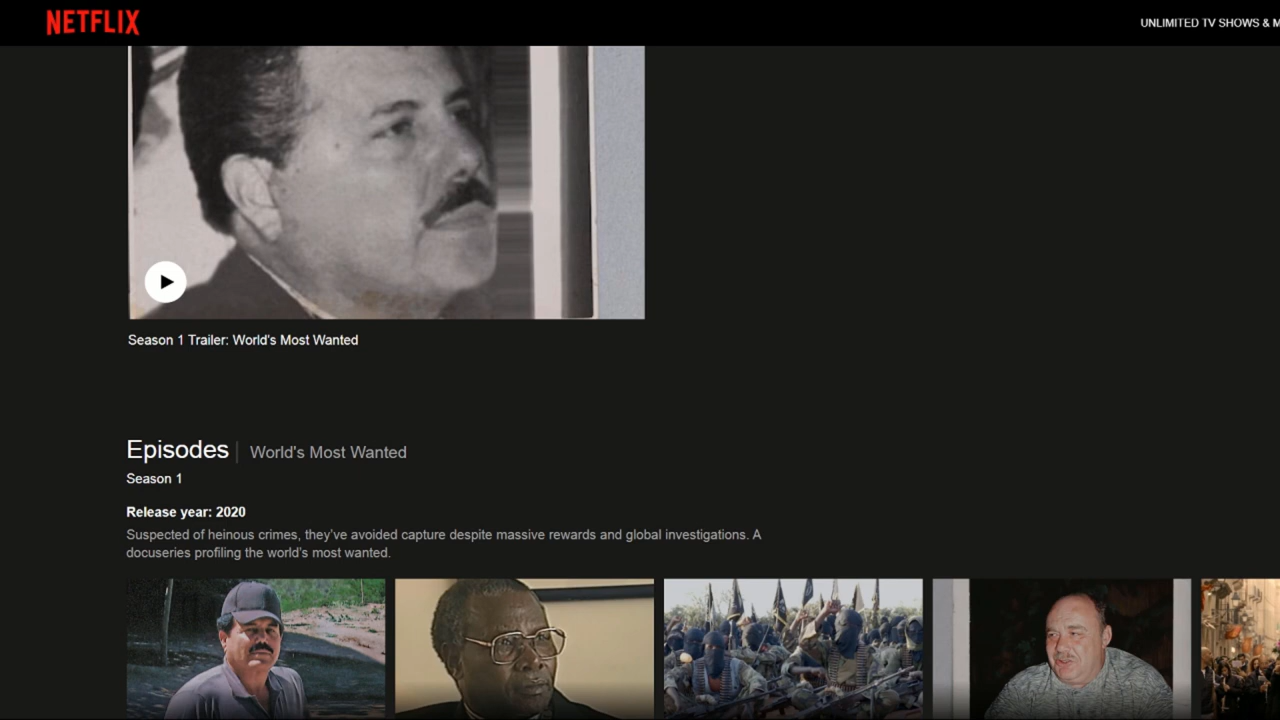 NETFLIX
UNLIMITED TV SHOWS & M
Season 1 Trailer: World's Most Wanted
Episodes | World's Most Wanted
Season 1
Release year: 2020
Suspected of heinous crimes, they've avoided capture despite massive rewards and global investigations. A
docuseries profiling the world's most wanted.